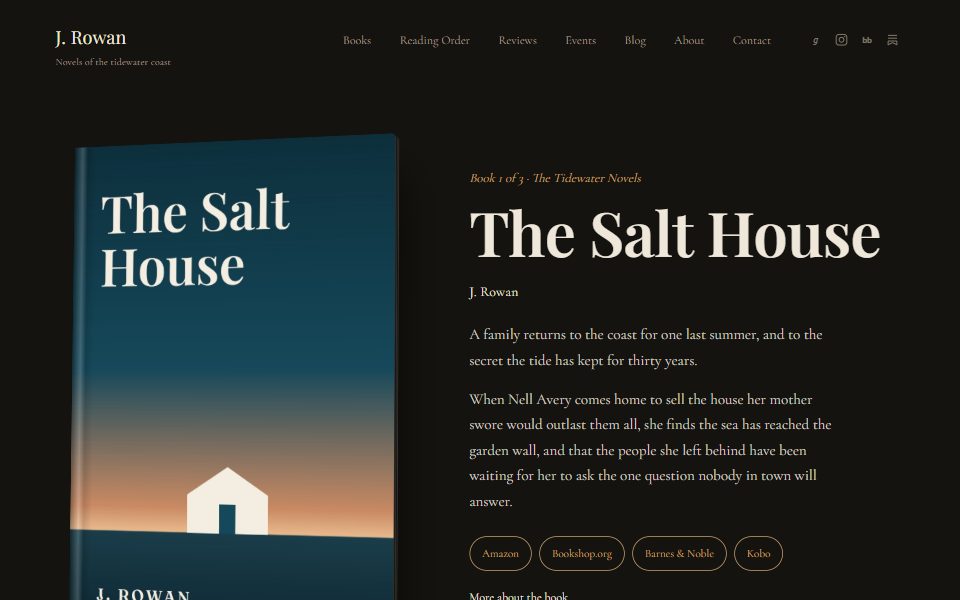 J. Rowan
Novels of the tidewater coast
Books Reading Order Reviews Events Blog About Contact
g bb
The Salt
House
J. ROWAN
Book 1 of 3 · The Tidewater Novels
The Salt House
J. Rowan
A family returns to the coast for one last summer, and to the
secret the tide has kept for thirty years.
When Nell Avery comes home to sell the house her mother
swore would outlast them all, she finds the sea has reached the
garden wall, and that the people she left behind have been
waiting for her to ask the one question nobody in town will
answer.
Amazon Bookshop.org Barnes & Noble Kobo
More about the book